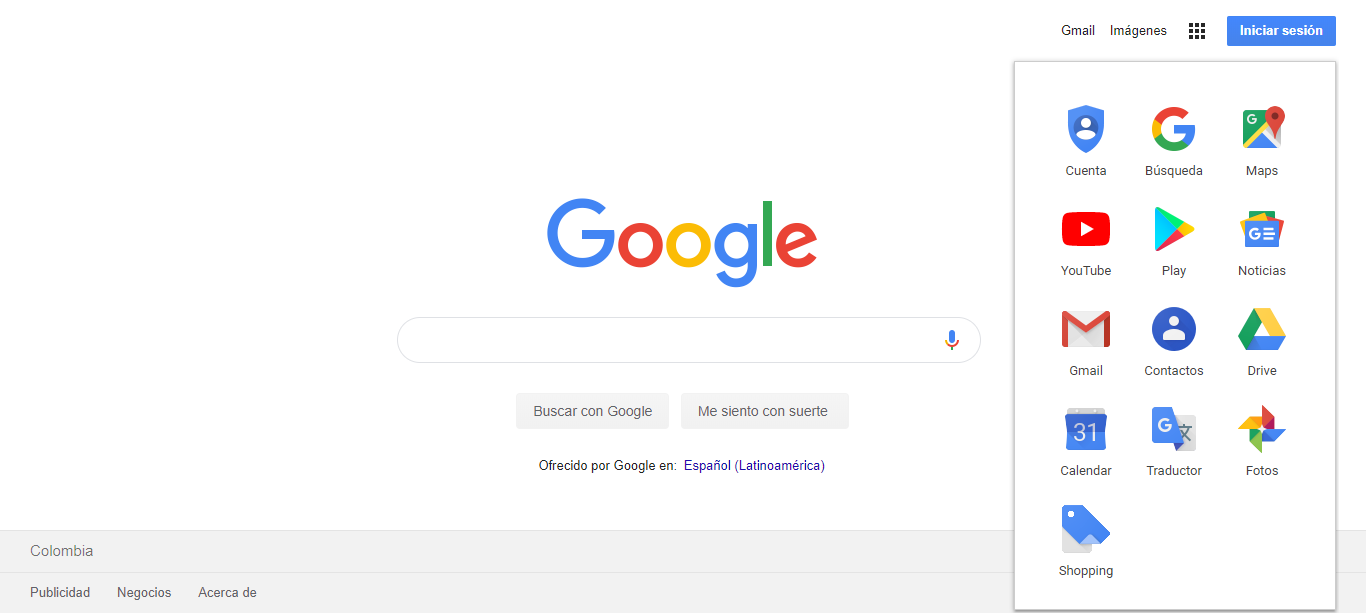 Gmail Imágenes Iniciar sesión
Google
Buscar con Google Me siento con suerte
Ofrecido por Google en: Español (Latinoamérica)
G
Cuenta Búsqueda Maps
G
YouTube Play Noticias
Gmail Contactos Drive
31 G 文
Calendar Traductor Fotos
Shopping
Colombia
Publicidad Negocios Acerca de